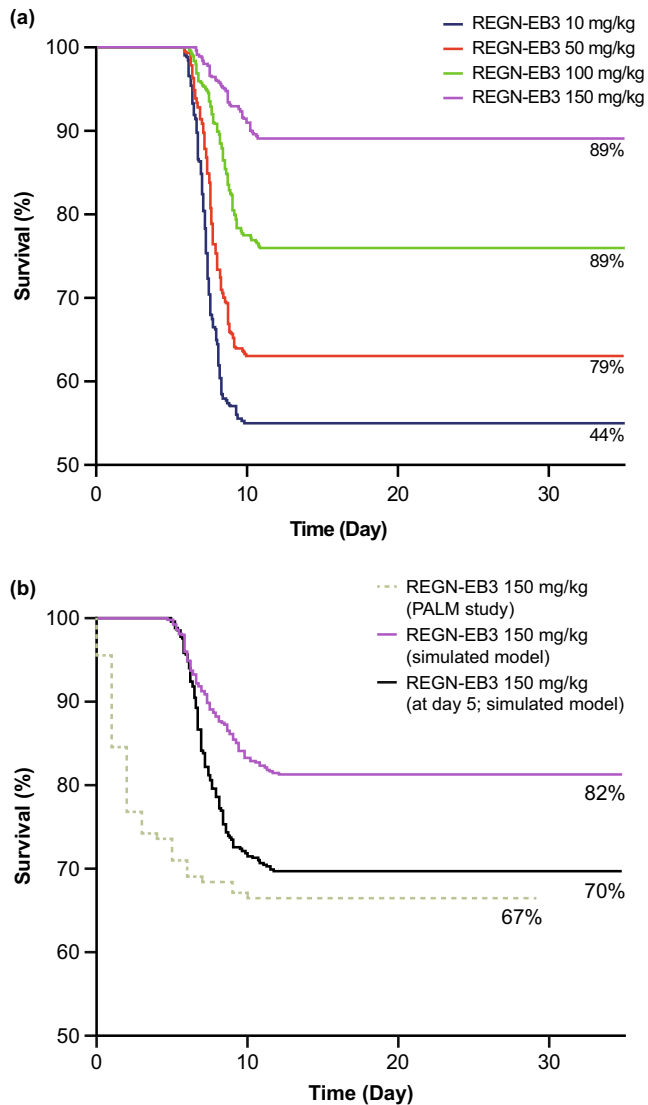 (a)
REGN-EB3 10 mg/kg
REGN-EB3 50 mg/kg
REGN-EB3 100 mg/kg
REGN-EB3 150 mg/kg
100
90
80
70
60
50
Survival (%)
89%
89%
79%
44%
0 10 20 30
Time (Day)
(b)
REGN-EB3 150 mg/kg
(PALM study)
REGN-EB3 150 mg/kg
(simulated model)
REGN-EB3 150 mg/kg
(at day 5; simulated model)
100
90
80
70
60
50
Survival (%)
82%
70%
67%
0 10 20 30
Time (Day)